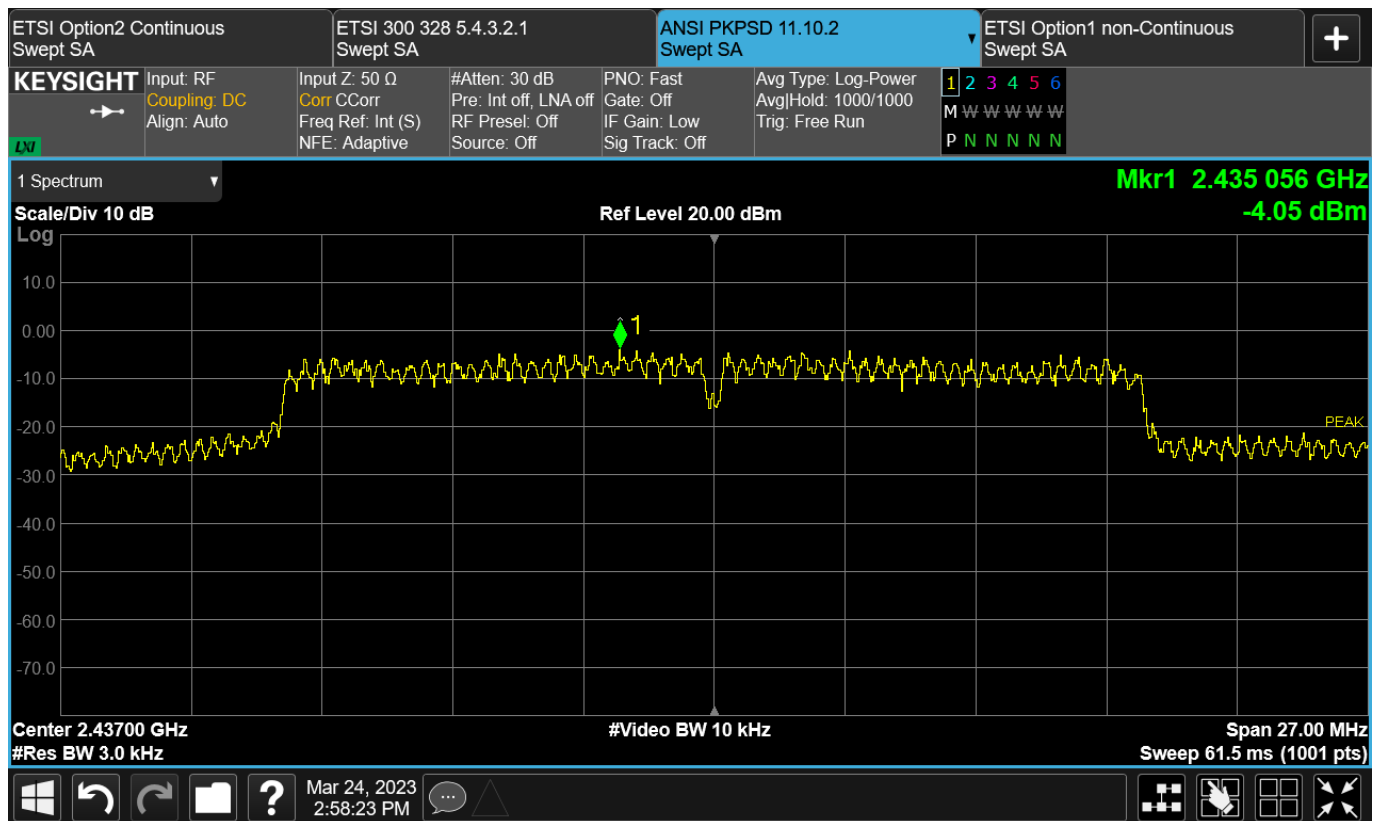 ETSI Option2 Continuous
Swept SA
ETSI 300 328 5.4.3.2.1
Swept SA
ANSI PKPSD 11.10.2
Swept SA
ETSI Option1 non-Continuous
Swept SA
KEYSIGHT
LXI
Input: RF
Coupling: DC
Align: Auto
Input Z: 50 Ω
Corr CCorr
Freq Ref: Int (S)
NFE: Adaptive
#Atten: 30 dB
Pre: Int off, LNA off
RF Presel: Off
Source: Off
PNO: Fast
Gate: Off
IF Gain: Low
Sig Track: Off
Avg Type: Log-Power
Avg|Hold: 1000/1000
Trig: Free Run
1 2 3 4 5 6
M W W W W W
P N N N N N
1 Spectrum
Mkr1 2.435 056 GHz
-4.05 dBm
Scale/Div 10 dB
Ref Level 20.00 dBm
Log
10.0
0.00
-10.0
-20.0
-30.0
-40.0
-50.0
-60.0
-70.0
1
PEAK
Center 2.43700 GHz
#Video BW 10 kHz
Span 27.00 MHz
#Res BW 3.0 kHz
Sweep 61.5 ms (1001 pts)
Mar 24, 2023
2:58:23 PM